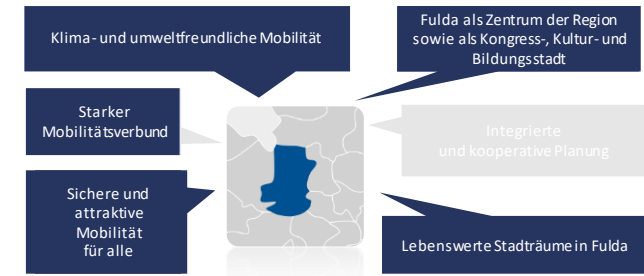 Klima- und umweltfreundliche Mobilität
Fulda als Zentrum der Region
sowie als Kongress-, Kultur- und
Bildungsstadt
Starker
Mobilitätsverbund
Integrierte
und kooperative Planung
Sichere und
attraktive
Mobilität
für alle
Lebenswerte Stadträume in Fulda